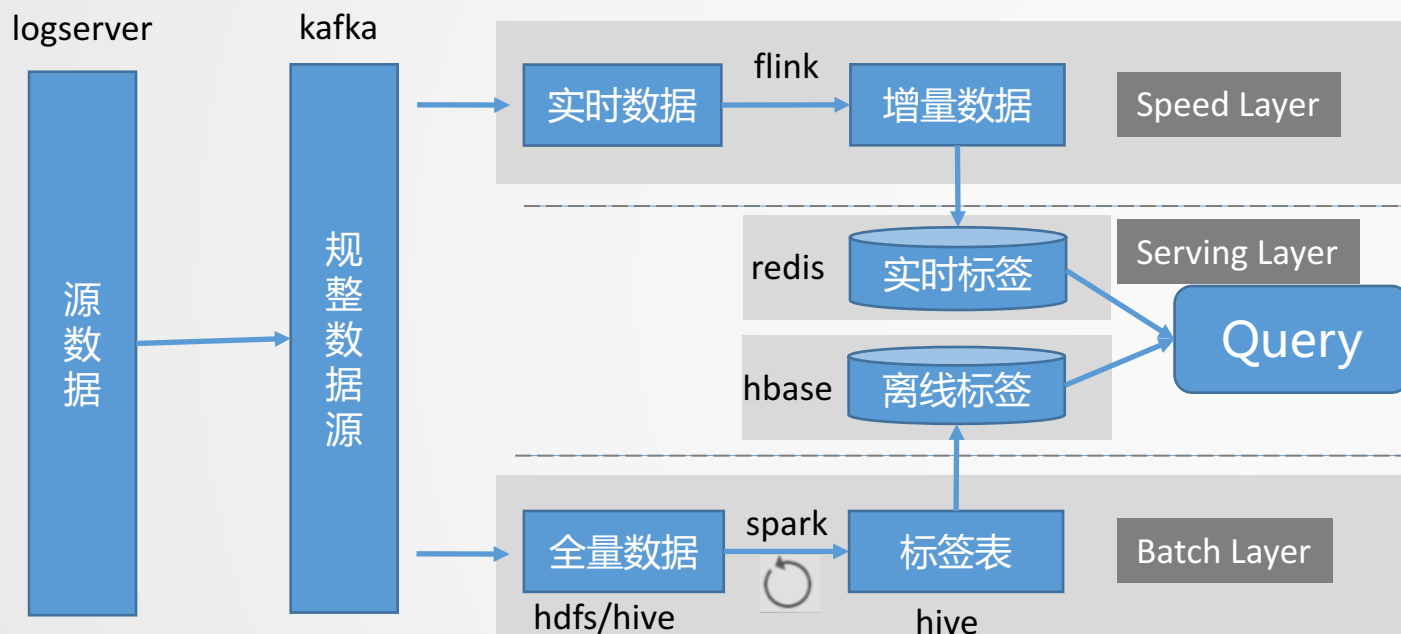 logserver
kafka
源数据
规整数据源
实时数据
flink
增量数据
Speed Layer
redis
实时标签
Serving Layer
Query
hbase
离线标签
全量数据
spark
标签表
Batch Layer
hdfs/hive
hive